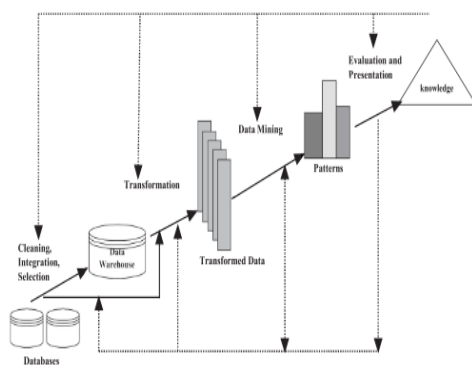 Evaluation and
Presentation
knowledge
Data Mining
Patterns
Transformation
Transformed Data
Cleaning,
Integration,
Selection
Data
Warehouse
Databases